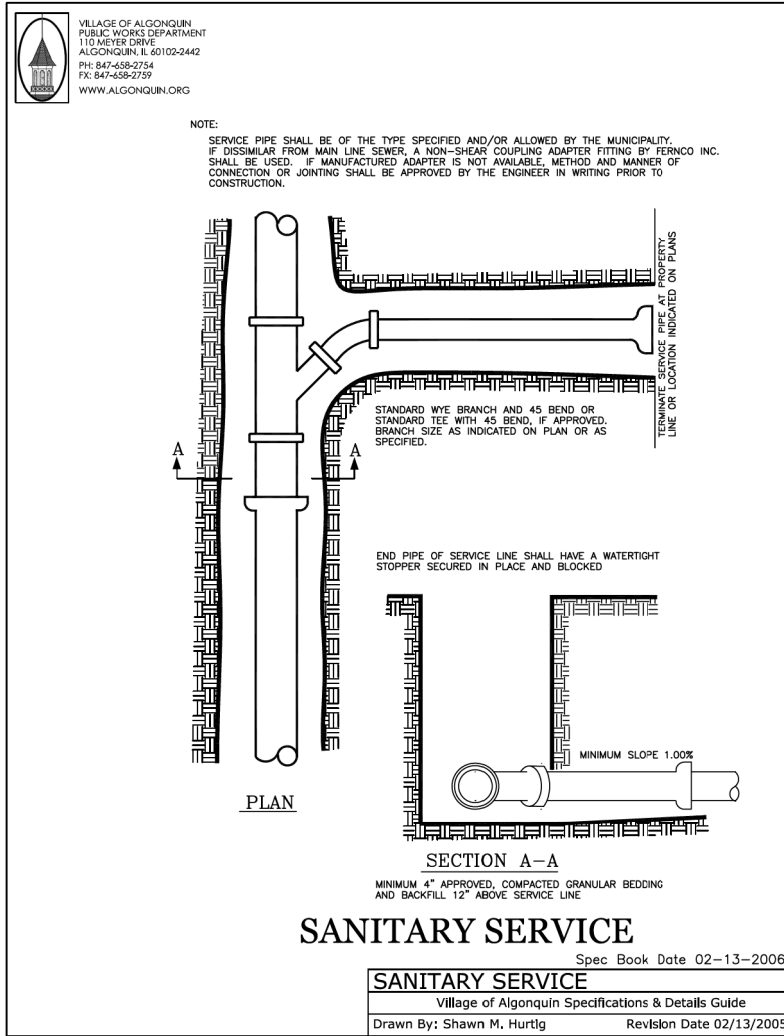 VILLAGE OF ALGONQUIN
PUBLIC WORKS DEPARTMENT
110 MEYER DRIVE
ALGONQUIN, IL 60102-2442
PH: 847-658-2754
FX: 847-658-2759
WWW.ALGONQUIN.ORG
NOTE:
SERVICE PIPE SHALL BE OF THE TYPE SPECIFIED AND/OR ALLOWED BY THE MUNICIPALITY.
IF DISSIMILAR FROM MAIN LINE SEWER, A NON-SHEAR COUPLING ADAPTER FITTING BY FERNCO INC.
SHALL BE USED. IF MANUFACTURED ADAPTER IS NOT AVAILABLE, METHOD AND MANNER OF
CONNECTION OR JOINTING SHALL BE APPROVED BY THE ENGINEER IN WRITING PRIOR TO
CONSTRUCTION.
TERMINATE SERVICE PIPE AT PROPERTY
LINE OR LOCATION INDICATED ON PLANS
STANDARD WYE BRANCH AND 45 BEND OR
STANDARD TEE WITH 45 BEND, IF APPROVED.
BRANCH SIZE AS INDICATED ON PLAN OR AS
SPECIFIED.
A
A
END PIPE OF SERVICE LINE SHALL HAVE A WATERTIGHT
STOPPER SECURED IN PLACE AND BLOCKED
MINIMUM SLOPE 1.00%
PLAN
SECTION A-A
MINIMUM 4" APPROVED, COMPACTED GRANULAR BEDDING
AND BACKFILL 12" ABOVE SERVICE LINE
SANITARY SERVICE
Spec Book Date 02-13-2006
SANITARY SERVICE
Village of Algonquin Specifications & Details Guide
Drawn By: Shawn M. Hurtig
Revision Date 02/13/2005